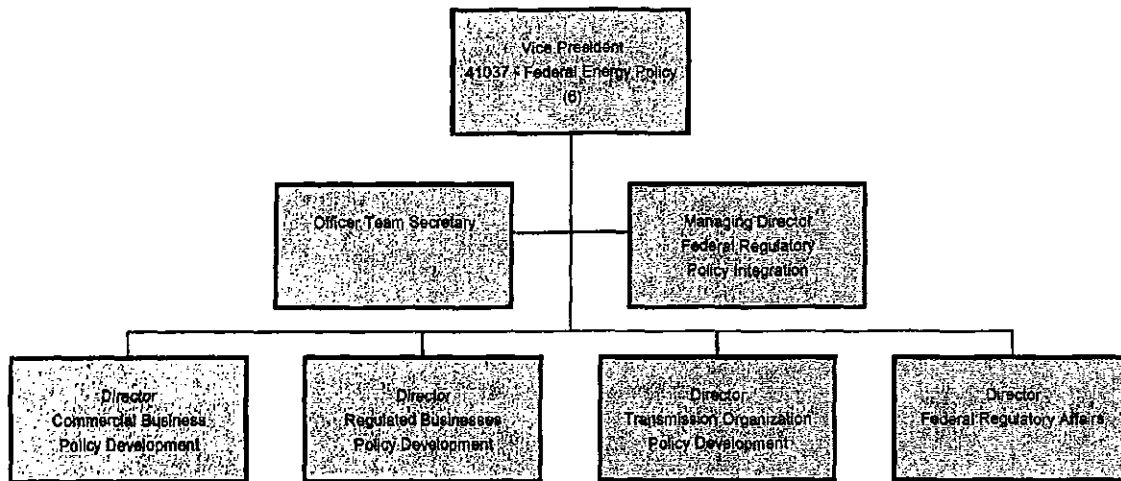 Vice President
41037 - Federal Energy Policy
(6)
Officer Team Secretary
Managing Director
Federal Regulatory
Policy Integration
Director
Commercial Business
Policy Development
Director
Regulated Businesses
Policy Development
Director
Transmission Organization
Policy Development
Director
Federal Regulatory Affairs